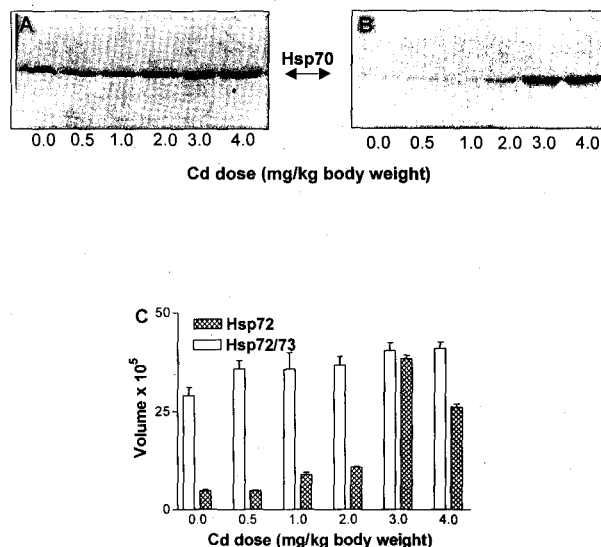 A
B
Hsp70
0.0 0.5 1.0 2.0 3.0 4.0
0.0 0.5 1.0 2.0 3.0 4.0
Cd dose (mg/kg body weight)
C
50
Hsp72
Hsp72/73
25
0
Volume x 10⁵
0.0 0.5 1.0 2.0 3.0 4.0
Cd dose (mg/kg body weight)